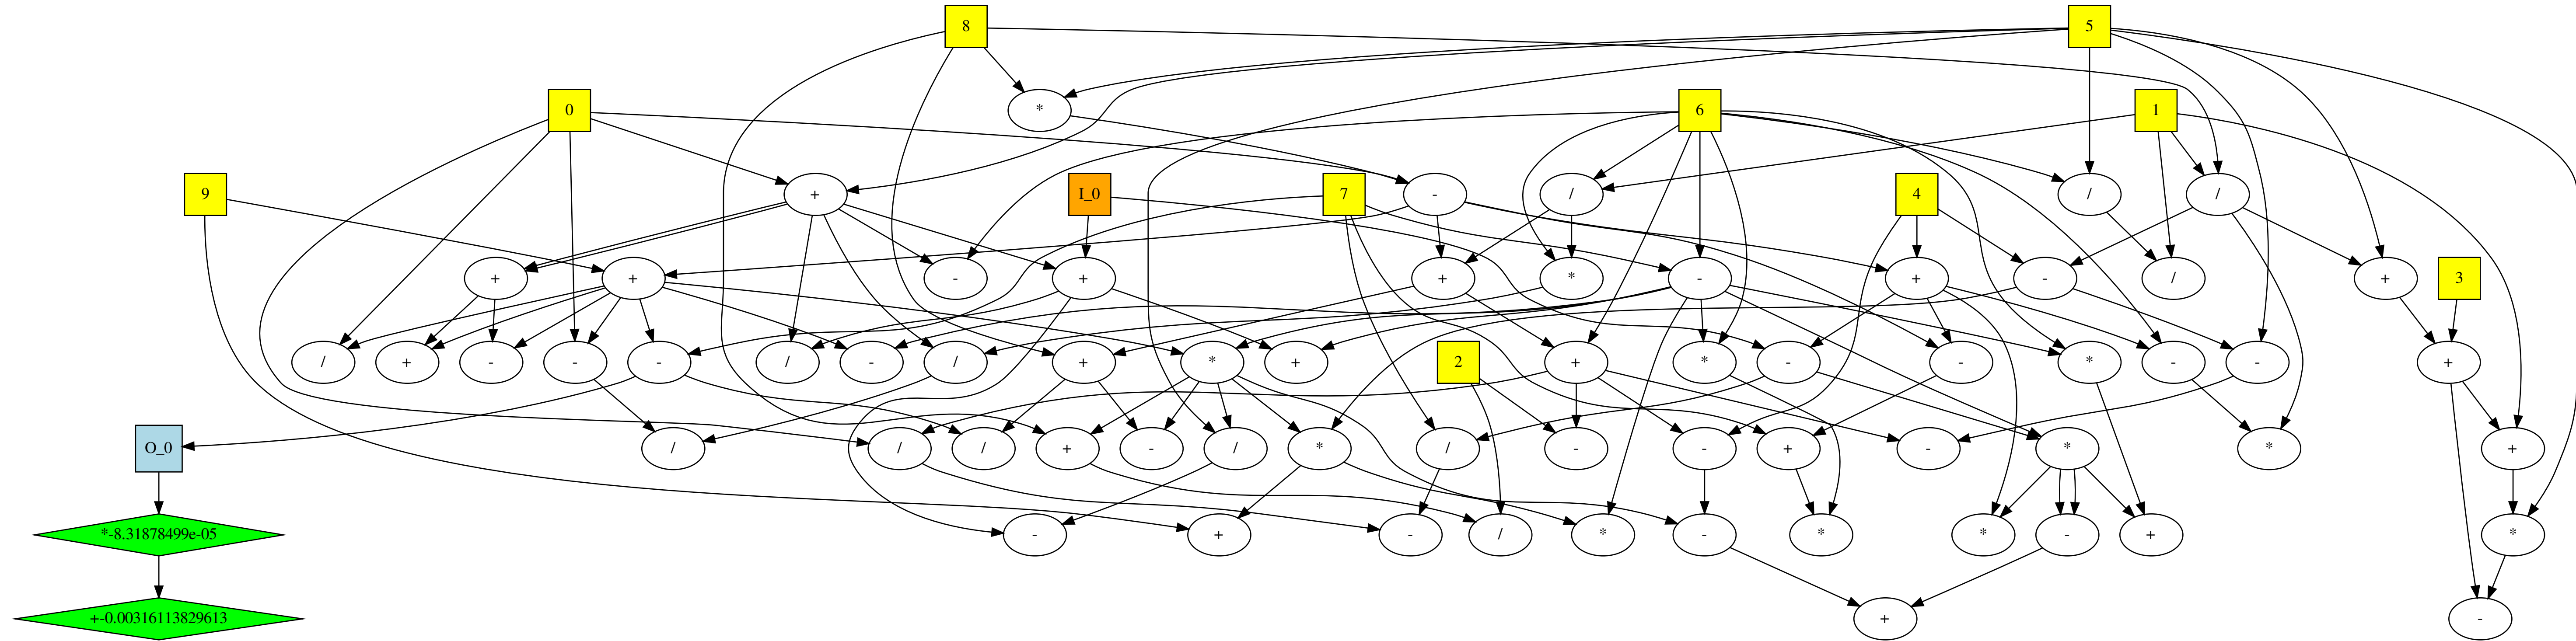 8 5
* 0 6 1
9 + I_0 7 - / 4 / /
+ + - + + * - + - / + 3
/ + - - - / - / + * + 2 + * - - * - - +
O_0 / / / + - / * / - - + - * * +
*-8.31878499e-05 - + - / * - * * - + *
+-0.00316113829613 + -